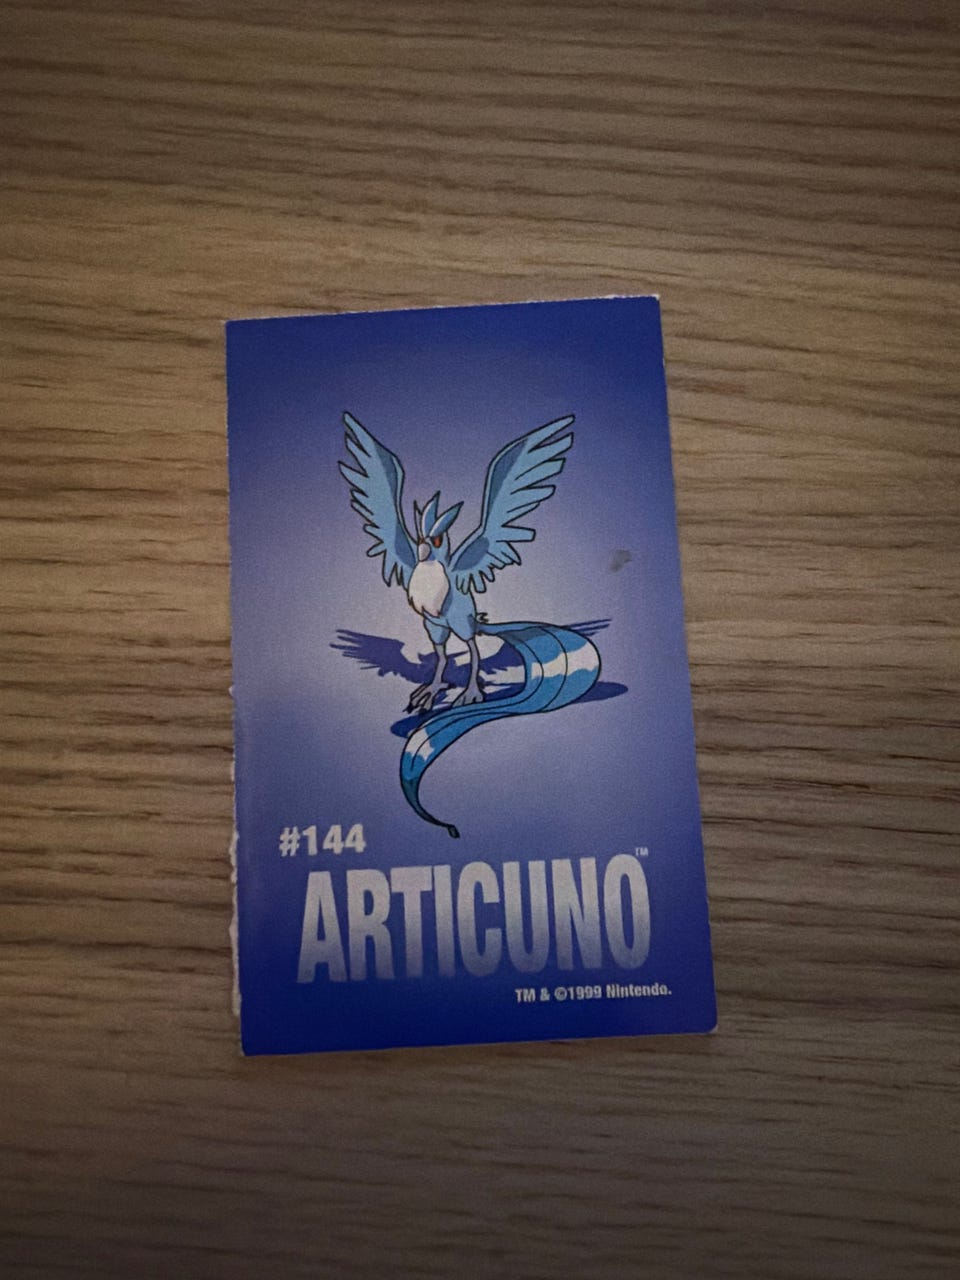 #144
ARTICUNO™
TM & ©1999 Nintendo.